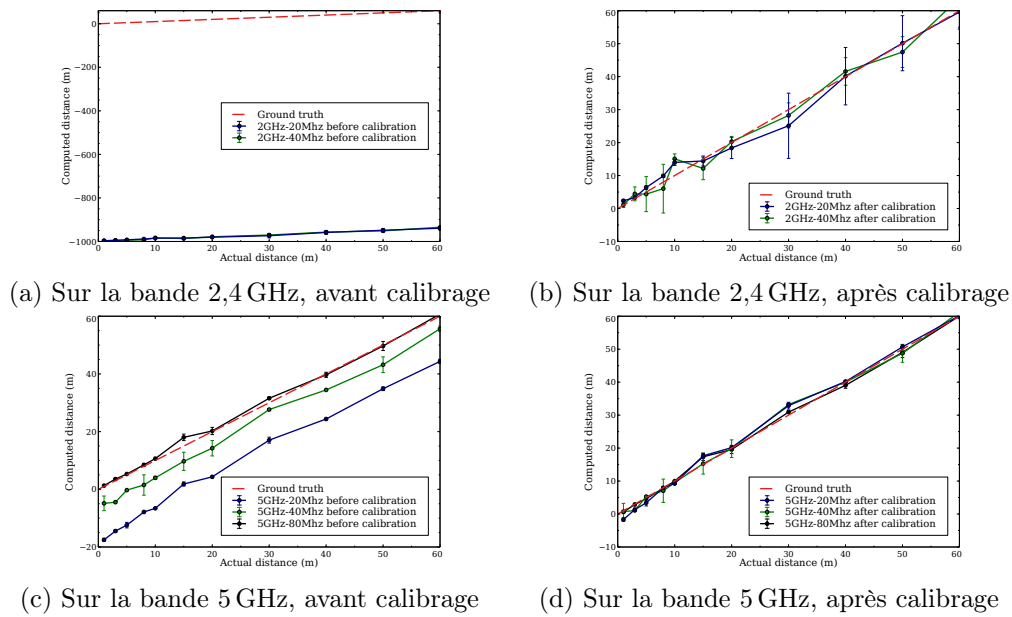 0
−200
−400
−600
−800
−1000
0 10 20 30 40 50 60
Actual distance (m)
Computed distance (m)
Ground truth
2GHz-20Mhz before calibration
2GHz-40Mhz before calibration
(a) Sur la bande 2,4 GHz, avant calibrage
60
50
40
30
20
10
0
−10
0 10 20 30 40 50 60
Actual distance (m)
Computed distance (m)
Ground truth
2GHz-20Mhz after calibration
2GHz-40Mhz after calibration
(b) Sur la bande 2,4 GHz, après calibrage
60
40
20
0
−20
0 10 20 30 40 50 60
Actual distance (m)
Computed distance (m)
Ground truth
5GHz-20Mhz before calibration
5GHz-40Mhz before calibration
5GHz-80Mhz before calibration
(c) Sur la bande 5 GHz, avant calibrage
60
50
40
30
20
10
0
−10
0 10 20 30 40 50 60
Actual distance (m)
Computed distance (m)
Ground truth
5GHz-20Mhz after calibration
5GHz-40Mhz after calibration
5GHz-80Mhz after calibration
(d) Sur la bande 5 GHz, après calibrage